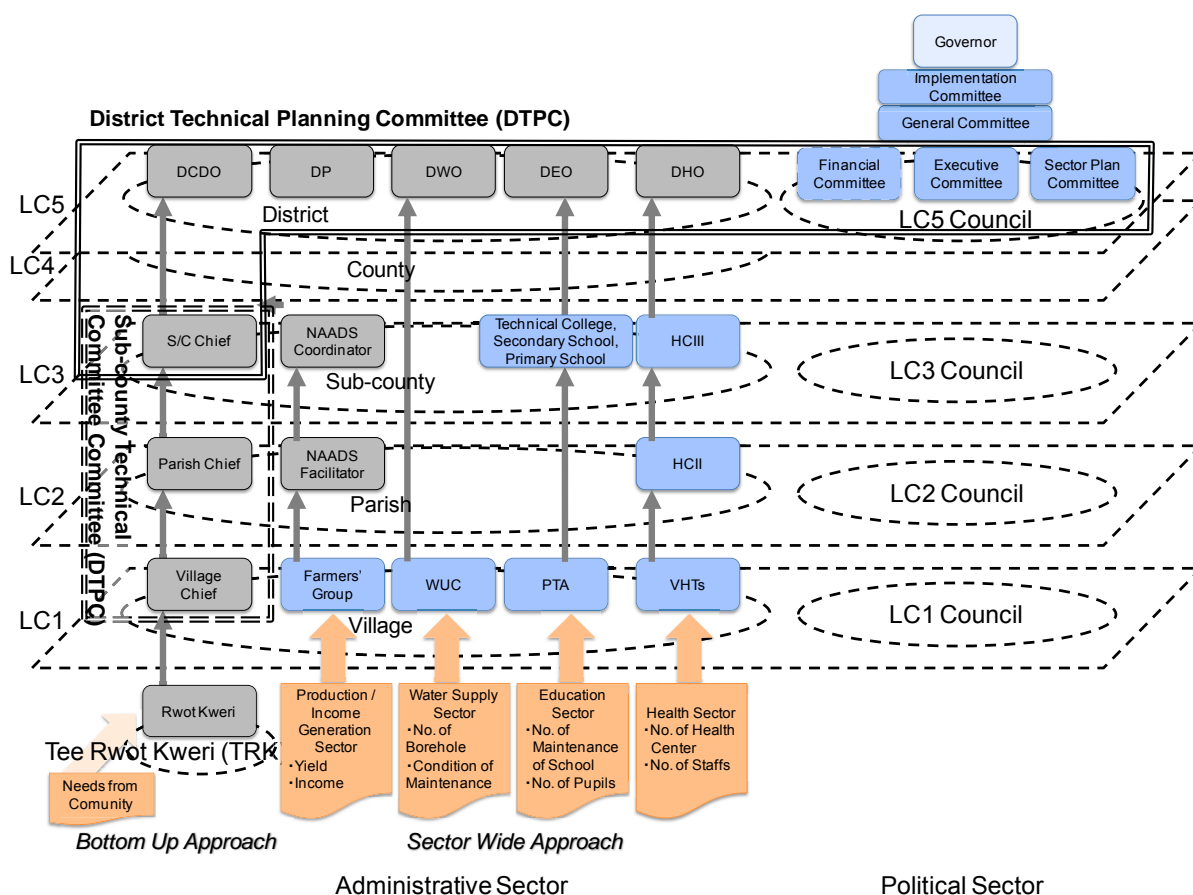 Governor
Implementation
Committee
General Committee
District Technical Planning Committee (DTPC)
DCDO
DP
DWO
DEO
DHO
Financial
Committee
Executive
Committee
Sector Plan
Committee
LC5
District
LC5 Council
LC4
County
Sub-county Technical
Committee Committee (DTPC)
S/C Chief
NAADS
Coordinator
Technical College,
Secondary School,
Primary School
HCIII
LC3
Sub-county
LC3 Council
Parish Chief
NAADS
Facilitator
HCII
LC2
Parish
LC2 Council
Village
Chief
Farmers'
Group
WUC
PTA
VHTs
LC1
Village
LC1 Council
Rwot Kweri
Tee Rwot Kweri (TRK)
Needs from
Comunity
Production /
Income
Generation
Sector
・Yield
・Income
Water Supply
Sector
・No. of
Borehole
・Condition of
Maintenance
Education
Sector
・No. of
Maintenance
of School
・No. of Pupils
Health Sector
・No. of Health
Center
・No. of Staffs
Bottom Up Approach
Sector Wide Approach
Administrative Sector
Political Sector